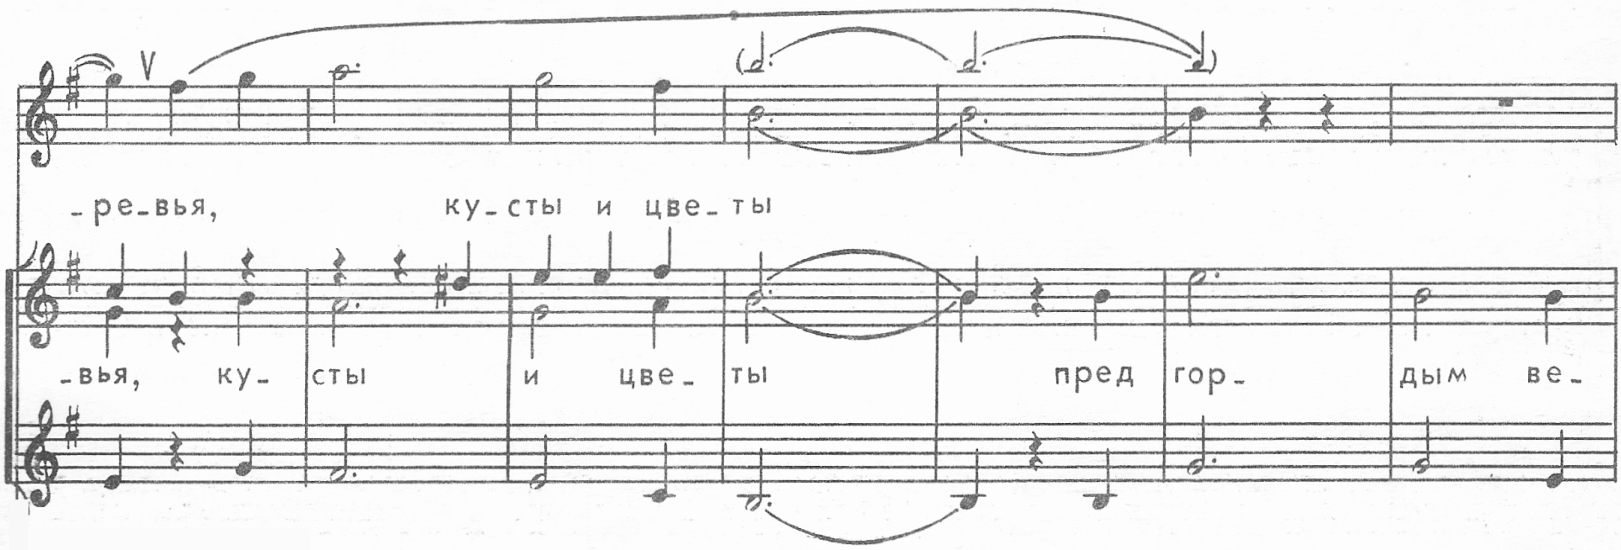 -ре-вья, ку-сты и цве-ты
-вья, ку- сты и цве- ты пред гор- дым ве-